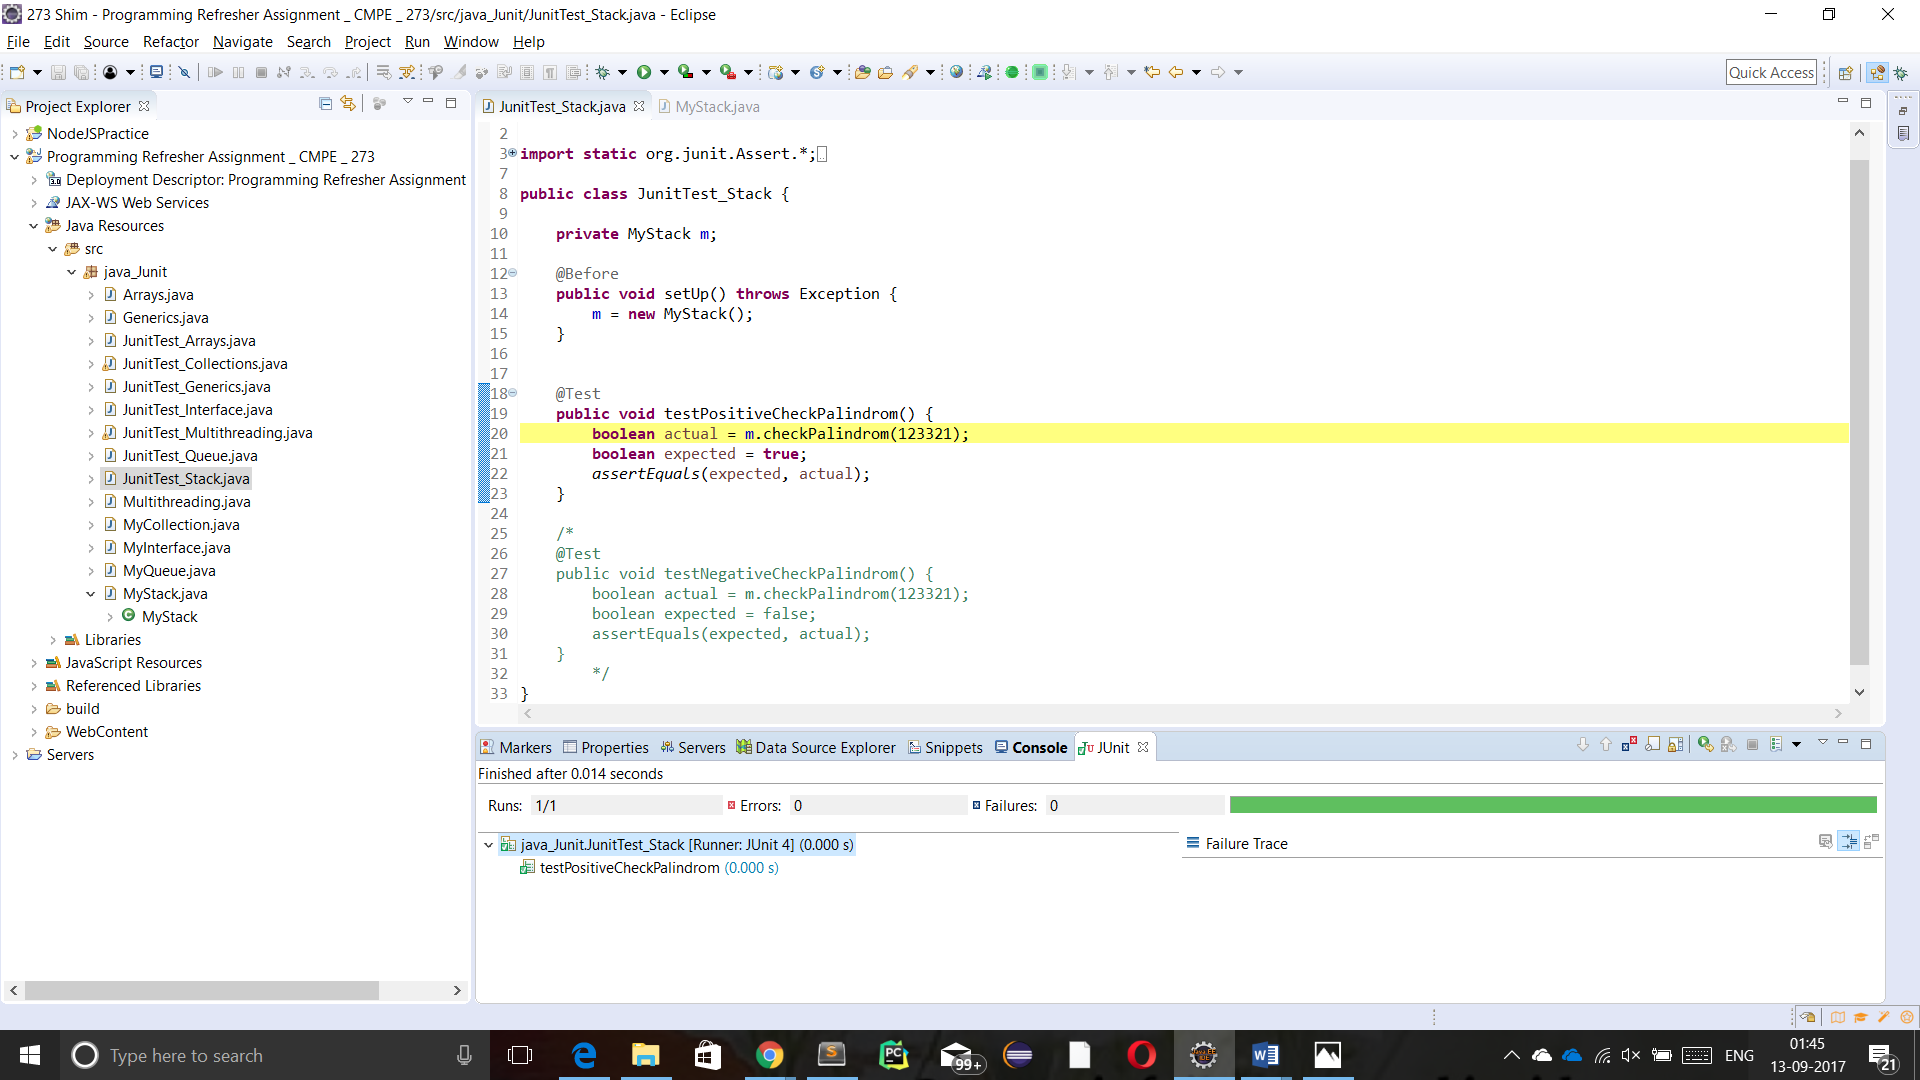 273 Shim - Programming Refresher Assignment _ CMPE _ 273/src/java_Junit/JunitTest_Stack.java - Eclipse
File Edit Source Refactor Navigate Search Project Run Window Help
Quick Access
Project Explorer
NodeJSPractice
Programming Refresher Assignment _ CMPE _ 273
Deployment Descriptor: Programming Refresher Assignment
JAX-WS Web Services
Java Resources
src
java_Junit
Arrays.java
Generics.java
JunitTest_Arrays.java
JunitTest_Collections.java
JunitTest_Generics.java
JunitTest_Interface.java
JunitTest_Multithreading.java
JunitTest_Queue.java
JunitTest_Stack.java
Multithreading.java
MyCollection.java
MyInterface.java
MyQueue.java
MyStack.java
MyStack
Libraries
JavaScript Resources
Referenced Libraries
build
WebContent
Servers
JunitTest_Stack.java MyStack.java
2
3 import static org.junit.Assert.*;
7
8 public class JunitTest_Stack {
9
10 private MyStack m;
11
12 @Before
13 public void setUp() throws Exception {
14 m = new MyStack();
15 }
16
17
18 @Test
19 public void testPositiveCheckPalindrom() {
20 boolean actual = m.checkPalindrom(123321);
21 boolean expected = true;
22 assertEquals(expected, actual);
23 }
24
25 /*
26 @Test
27 public void testNegativeCheckPalindrom() {
28 boolean actual = m.checkPalindrom(123321);
29 boolean expected = false;
30 assertEquals(expected, actual);
31 }
32 */
33 }
Markers Properties Servers Data Source Explorer Snippets Console JUnit
Finished after 0.014 seconds
Runs: 1/1 Errors: 0 Failures: 0
java_Junit.JunitTest_Stack [Runner: JUnit 4] (0.000 s)
testPositiveCheckPalindrom (0.000 s)
Failure Trace
Type here to search
99+
ENG
01:45
13-09-2017
21